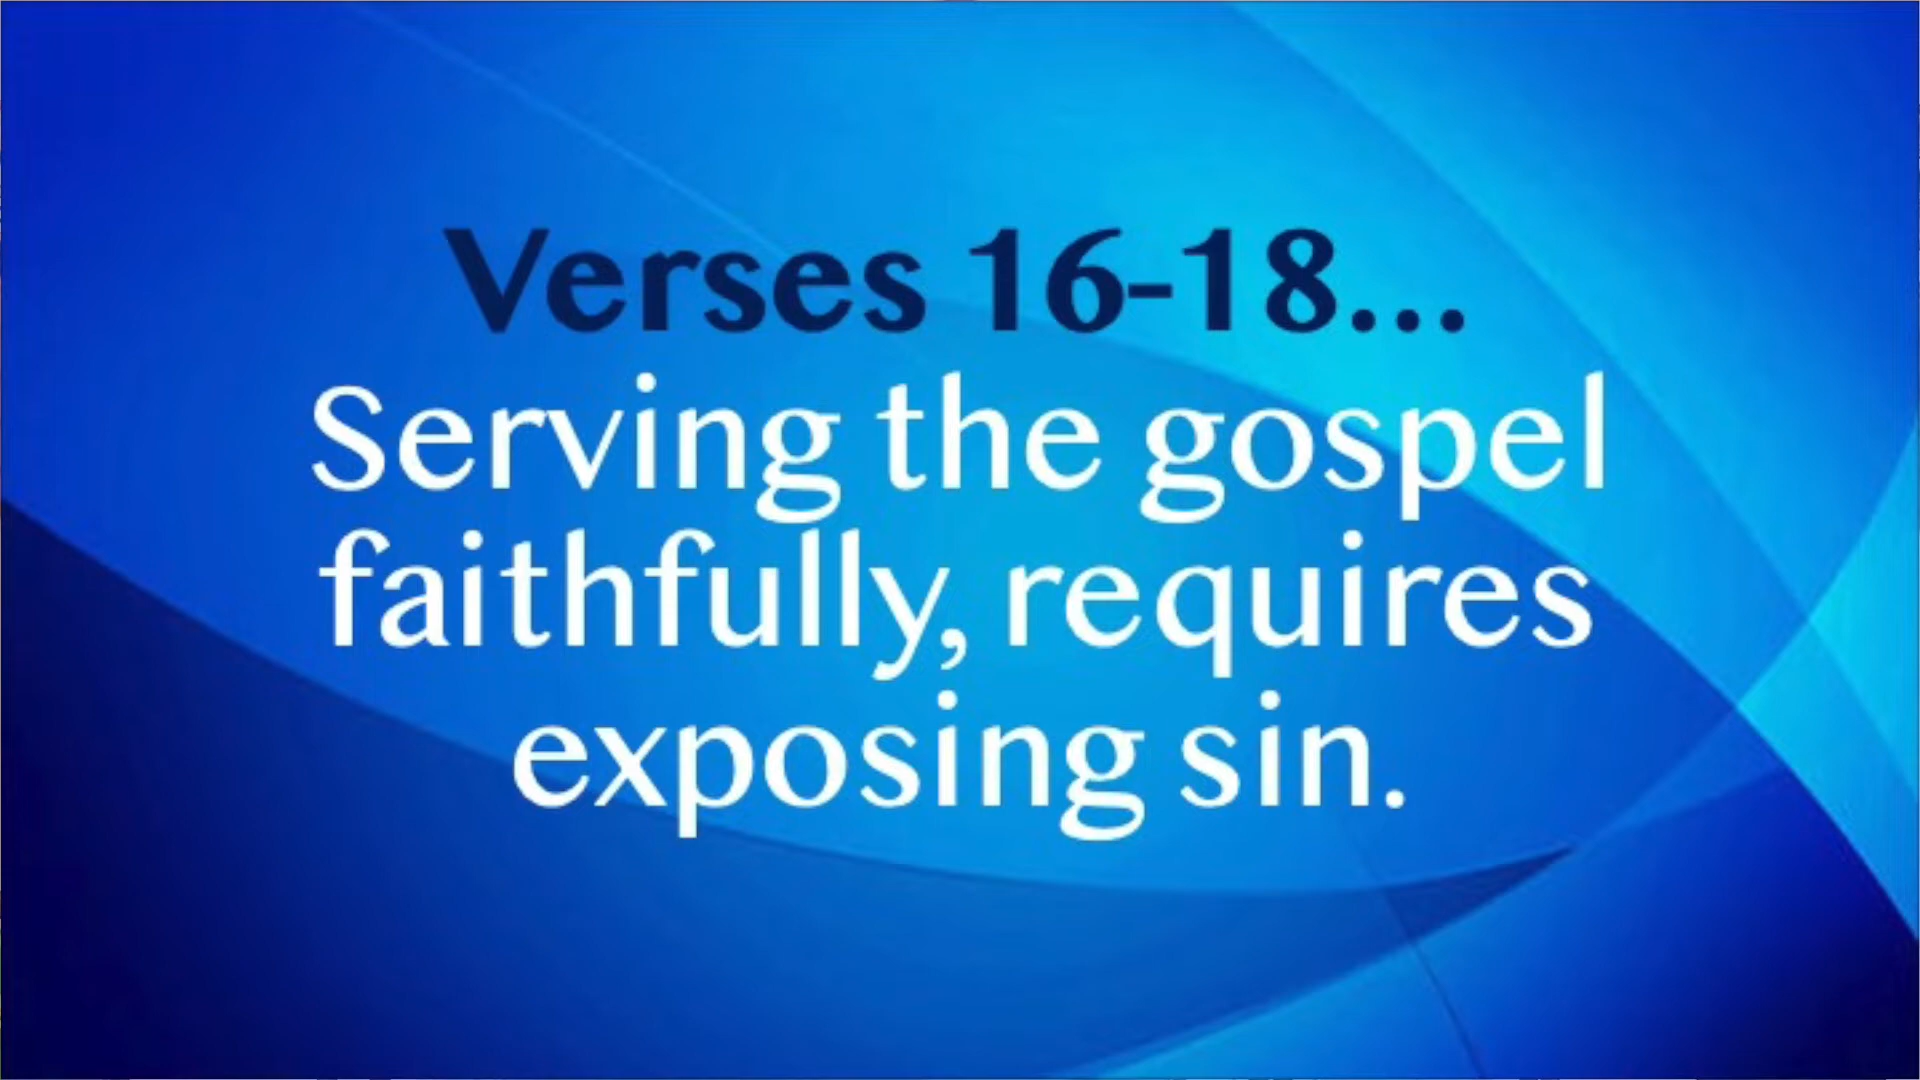 Verses 16-18...
Serving the gospel
faithfully, requires
exposing sin.